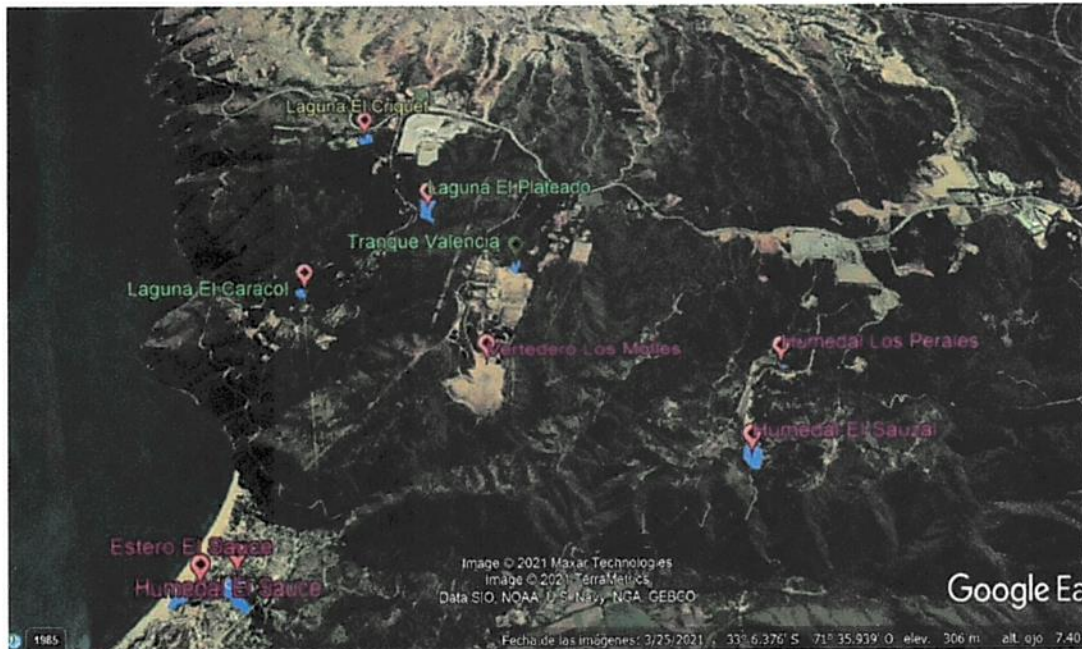 Laguna El Criquet
Laguna El Plateado
Tranque Valencia
Laguna El Caracol
Vertedero Los Molles
Humedal Los Perales
Humedal El Sauzal
Estero El Sauce
Humedal El Sauce
Image © 2021 Maxar Technologies
Image © 2021 TerraMetrics
Data SIO, NOAA, U.S. Navy, NGA, GEBCO
Google Ea
1985
Fecha de las imágenes: 3/25/2021 33° 6.376' S 71° 35.939' O elev. 306 m alt. ojo 7.40